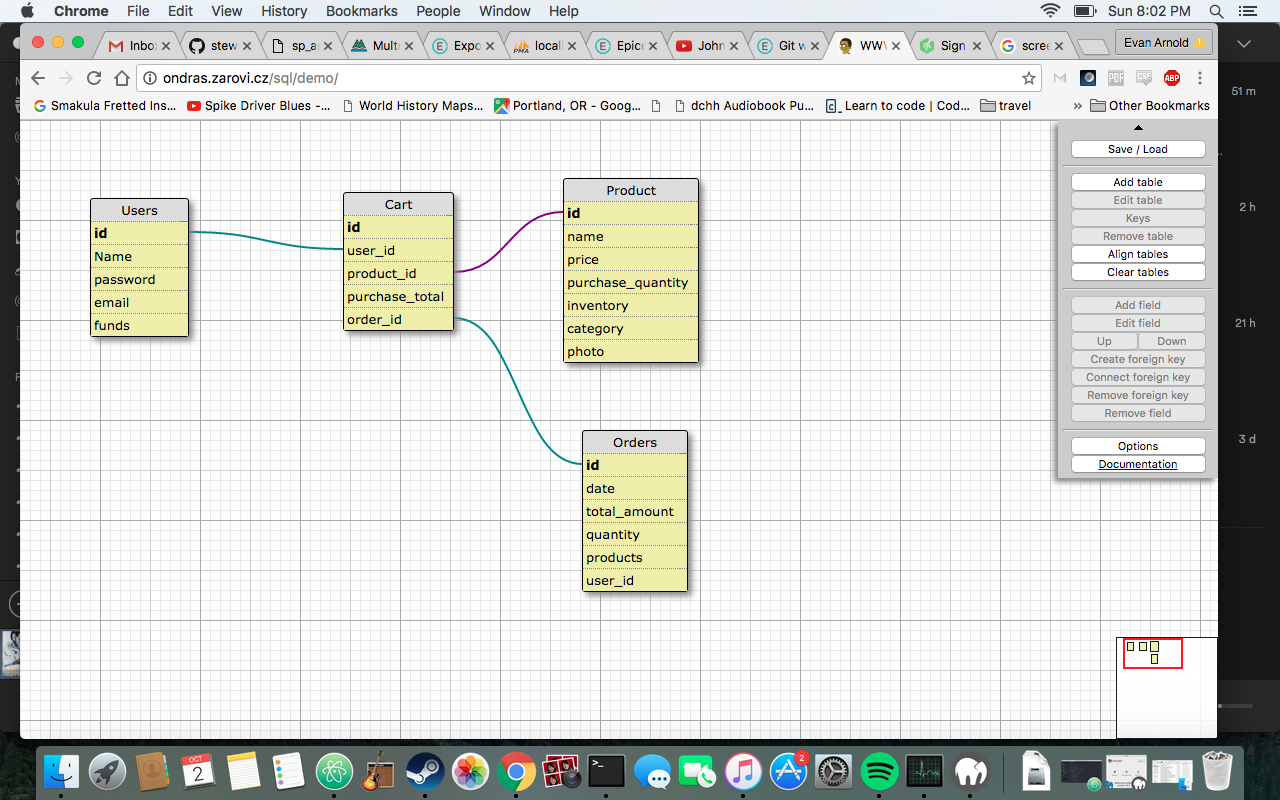 Chrome File Edit View History Bookmarks People Window Help Sun 8:02 PM
Inbo stew sp_a Multi Expo local Epic John Git w WW Sign scree Evan Arnold
ondras.zarovi.cz/sql/demo/
ABP
Smakula Fretted Ins... Spike Driver Blues -... World History Maps... Portland, OR - Goog... dchh Audiobook Pu... Learn to code | Cod... travel » Other Bookmarks
51 m
2 h
21 h
3 d
Save / Load
Add table
Edit table
Keys
Remove table
Align tables
Clear tables
Add field
Edit field
Up Down
Create foreign key
Connect foreign key
Remove foreign key
Remove field
Options
Documentation
Users
id
Name
password
email
funds
Cart
id
user_id
product_id
purchase_total
order_id
Product
id
name
price
purchase_quantity
inventory
category
photo
Orders
id
date
total_amount
quantity
products
user_id
OCT
2
2